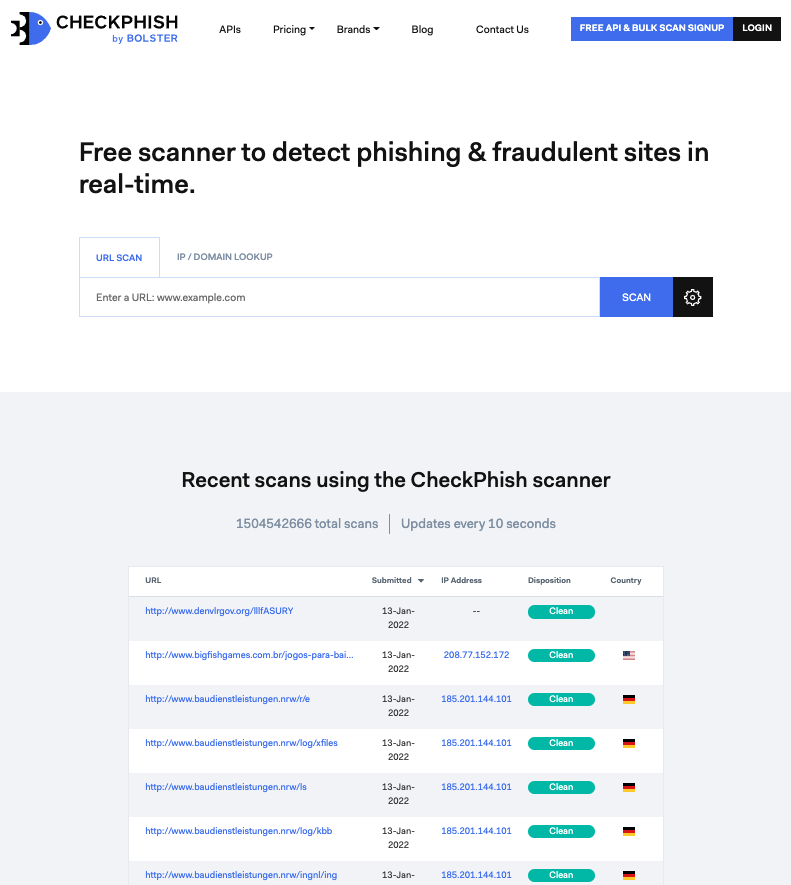 CHECKPHISH
by BOLSTER
APIs Pricing Brands Blog Contact Us FREE API & BULK SCAN SIGNUP LOGIN
Free scanner to detect phishing & fraudulent sites in
real-time.
URL SCAN IP / DOMAIN LOOKUP
Enter a URL: www.example.com SCAN
Recent scans using the CheckPhish scanner
1504542666 total scans Updates every 10 seconds
URL Submitted IP Address Disposition Country
http://www.denvlrgov.org/lllfASURY 13-Jan-2022 -- Clean
http://www.bigfishgames.com.br/jogos-para-bai... 13-Jan-2022 208.77.152.172 Clean
http://www.baudienstleistungen.nrw/r/e 13-Jan-2022 185.201.144.101 Clean
http://www.baudienstleistungen.nrw/log/xfiles 13-Jan-2022 185.201.144.101 Clean
http://www.baudienstleistungen.nrw/ls 13-Jan-2022 185.201.144.101 Clean
http://www.baudienstleistungen.nrw/log/kbb 13-Jan-2022 185.201.144.101 Clean
http://www.baudienstleistungen.nrw/ingnl/ing 13-Jan- 185.201.144.101 Clean